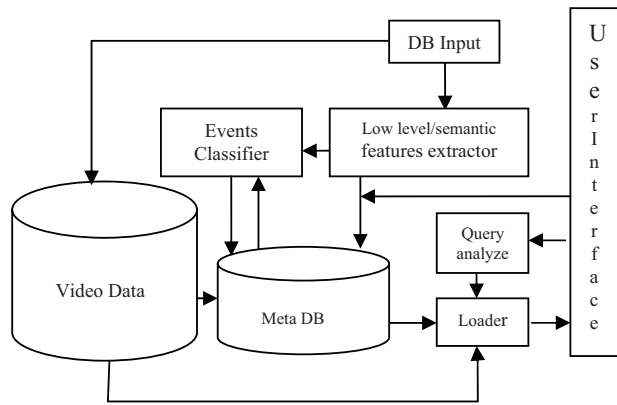 DB Input
U
s
e
r
I
n
t
e
r
f
a
c
e
Events
Classifier
Low level/semantic
features extractor
Query
analyze
Video Data
Meta DB
Loader